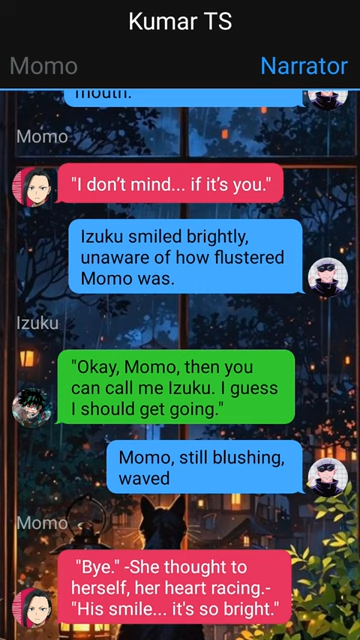 Kumar TS
Momo
Narrator
mouth.
Momo
"I don't mind... if it's you."
Izuku smiled brightly,
unaware of how flustered
Momo was.
Izuku
"Okay, Momo, then you
can call me Izuku. I guess
I should get going."
Momo, still blushing,
waved
Momo
"Bye." -She thought to
herself, her heart racing.-
"His smile... it's so bright."